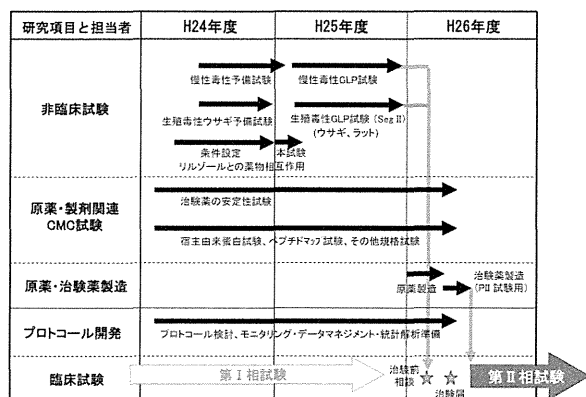 研究項目と担当者 H24年度 H25年度 H26年度
非臨床試験
慢性毒性予備試験 慢性毒性GLP試験
生殖毒性ウサギ予備試験 生殖毒性GLP試験(SegⅡ)
(ウサギ、ラット)
条件設定 本試験
リルゾールとの薬物相互作用
原薬・製剤関連
CMC試験
治験薬の安定性試験
宿主由来蛋白試験、ペプチドマップ試験、その他規格試験
原薬・治験薬製造
原薬製造
治験薬製造
(PⅡ試験用)
プロトコール開発
プロトコール検討、モニタリング・データマネジメント・統計解析準備
臨床試験
第Ⅰ相試験
治験前
相談
治験届
第Ⅱ相試験